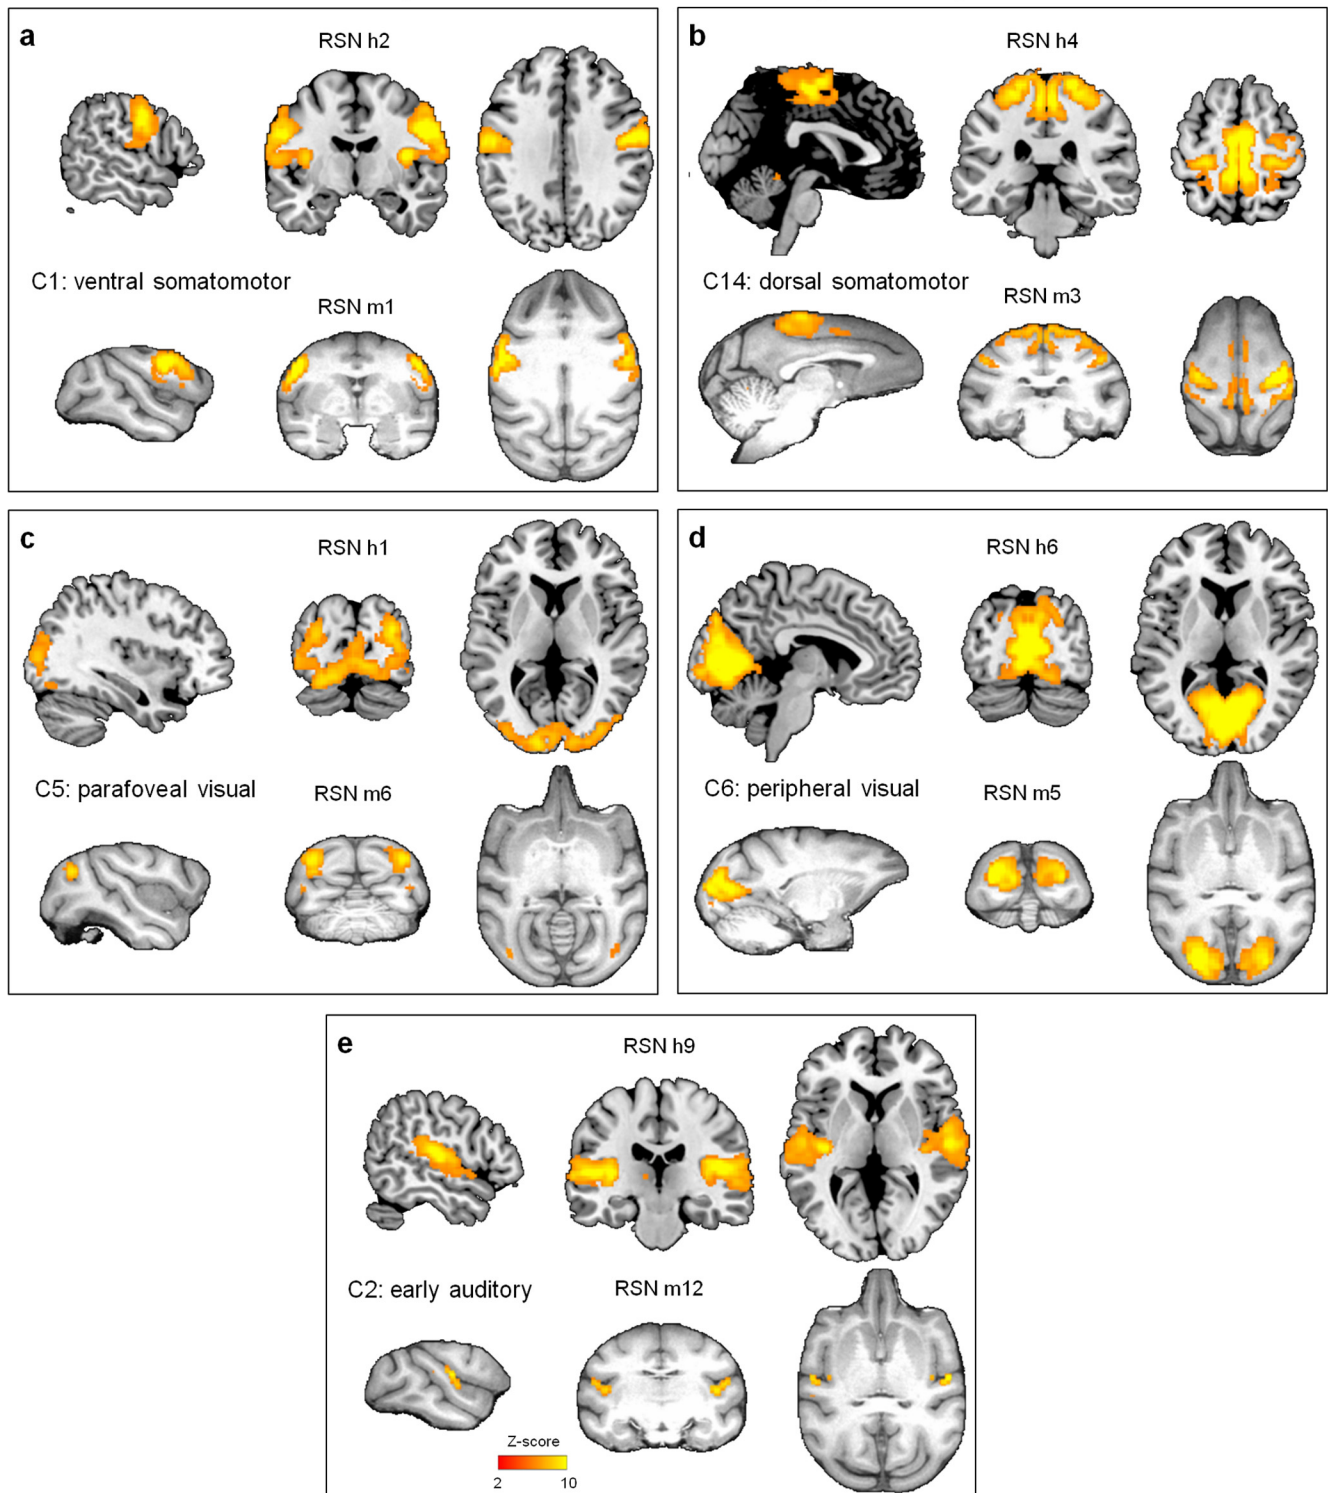 a
RSN h2
C1: ventral somatomotor
RSN m1
b
RSN h4
C14: dorsal somatomotor
RSN m3
c
RSN h1
C5: parafoveal visual
RSN m6
d
RSN h6
C6: peripheral visual
RSN m5
e
RSN h9
C2: early auditory
RSN m12
Z-score
2 10